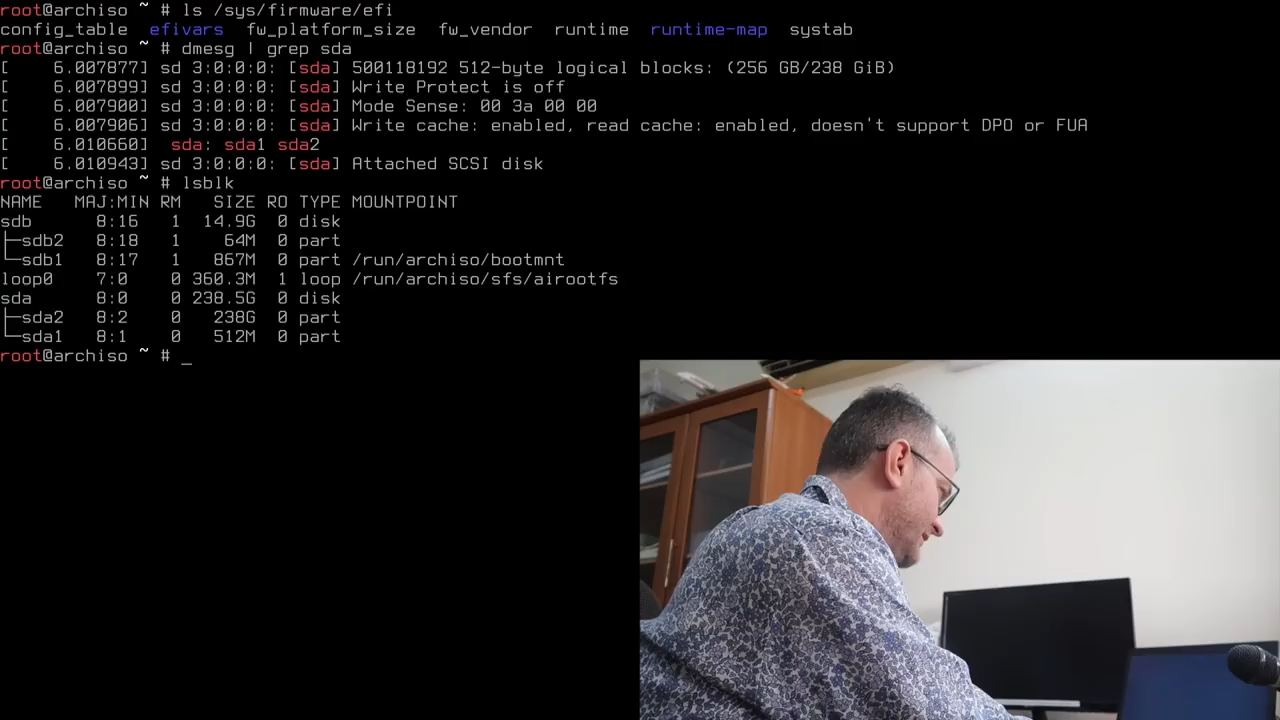 root@archiso ~ # ls /sys/firmware/efi
config_table  efivars  fw_platform_size  fw_vendor  runtime  runtime-map  systab
root@archiso ~ # dmesg | grep sda
[    6.007877] sd 3:0:0:0: [sda] 500118192 512-byte logical blocks: (256 GB/238 GiB)
[    6.007899] sd 3:0:0:0: [sda] Write Protect is off
[    6.007900] sd 3:0:0:0: [sda] Mode Sense: 00 3a 00 00
[    6.007906] sd 3:0:0:0: [sda] Write cache: enabled, read cache: enabled, doesn't support DPO or FUA
[    6.010660]  sda: sda1 sda2
[    6.010943] sd 3:0:0:0: [sda] Attached SCSI disk
root@archiso ~ # lsblk
NAME   MAJ:MIN RM   SIZE RO TYPE MOUNTPOINT
sdb      8:16   1  14.9G  0 disk
├─sdb2   8:18   1    64M  0 part
└─sdb1   8:17   1   867M  0 part /run/archiso/bootmnt
loop0    7:0    0 360.3M  1 loop /run/archiso/sfs/airootfs
sda      8:0    0 238.5G  0 disk
├─sda2   8:2    0   238G  0 part
└─sda1   8:1    0   512M  0 part
root@archiso ~ # _